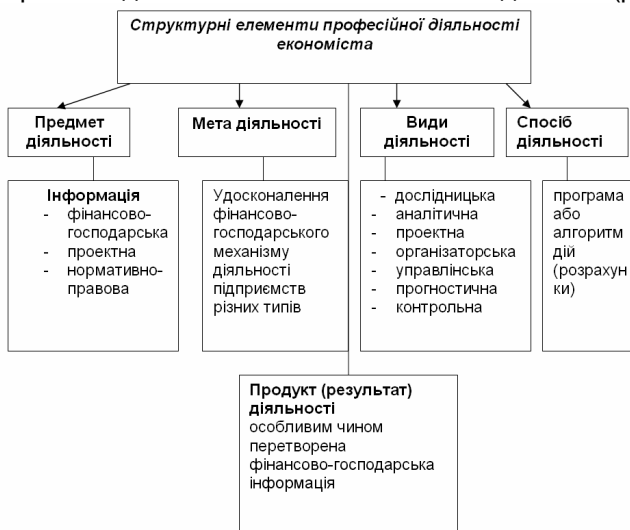 Структурні елементи професійної діяльності
економіста
Предмет
діяльності
Мета діяльності
Види
діяльності
Спосіб
діяльності
Інформація
- фінансово-
господарська
- проектна
- нормативно-
правова
Удосконалення
фінансово-
господарського
механізму
діяльності
підприємств
різних типів
- дослідницька
- аналітична
- проектна
- організаторська
- управлінська
- прогностична
- контрольна
програма
або
алгоритм
дій
(розрахун
ки)
Продукт (результат)
діяльності
особливим чином
перетворена
фінансово-господарська
інформація